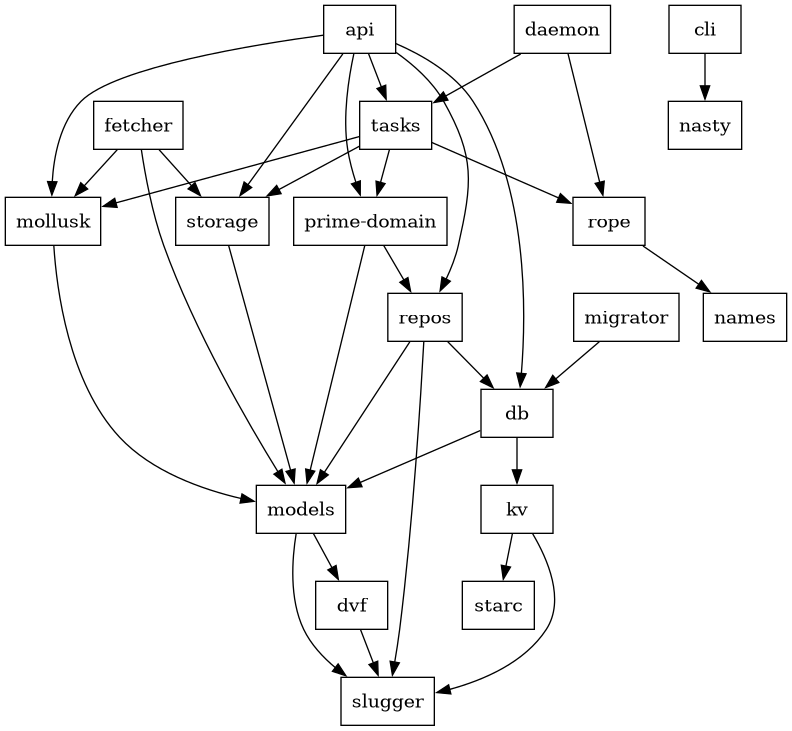 api
daemon
cli
fetcher
tasks
nasty
mollusk
storage
prime-domain
rope
repos
migrator
names
db
models
kv
dvf
starc
slugger